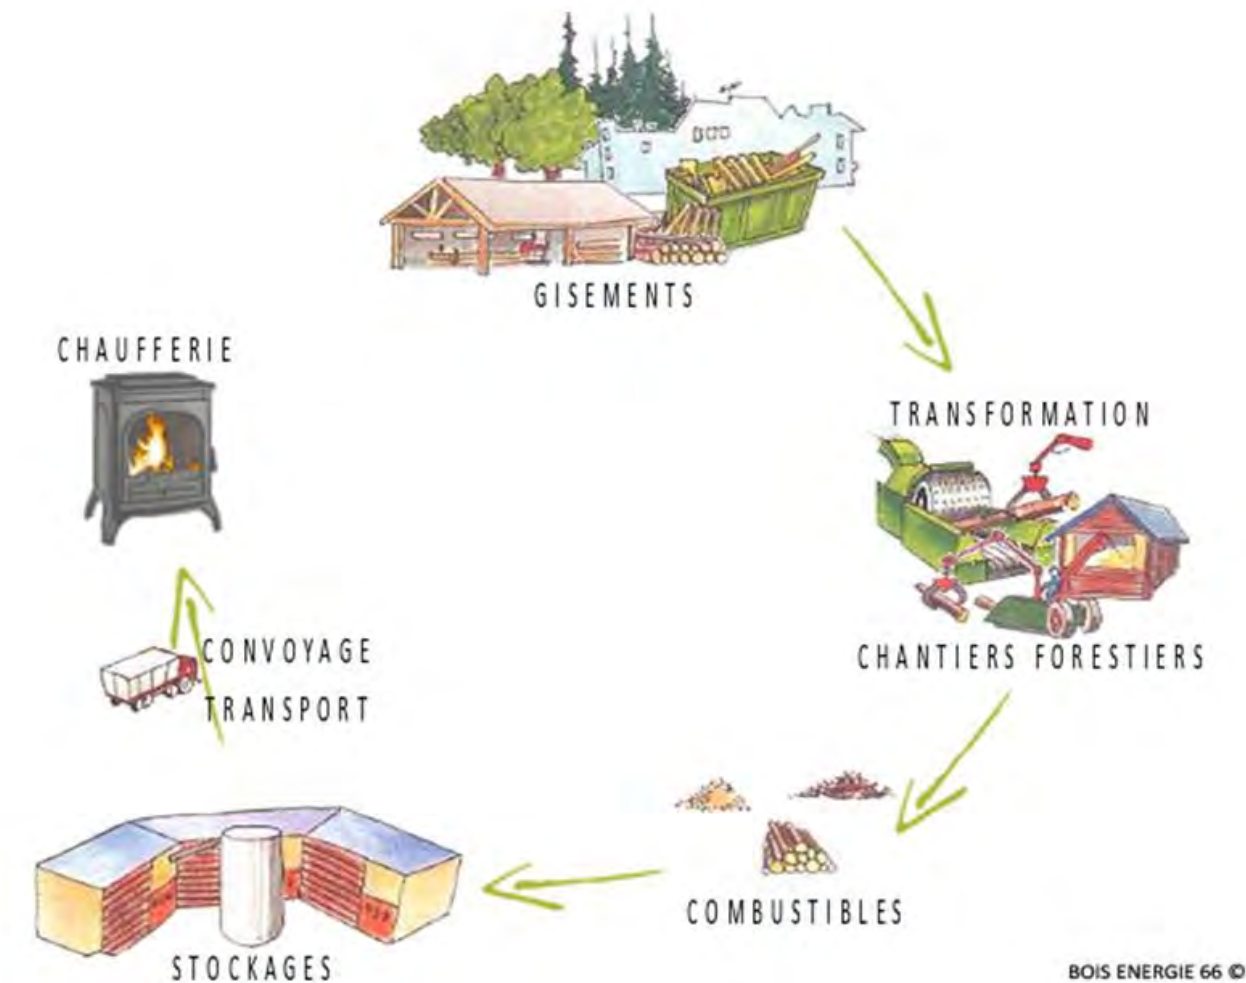 GISEMENTS
CHAUFFERIE
TRANSFORMATION
CHANTIERS FORESTIERS
CONVOYAGE
TRANSPORT
COMBUSTIBLES
STOCKAGES
BOIS ENERGIE 66 ©